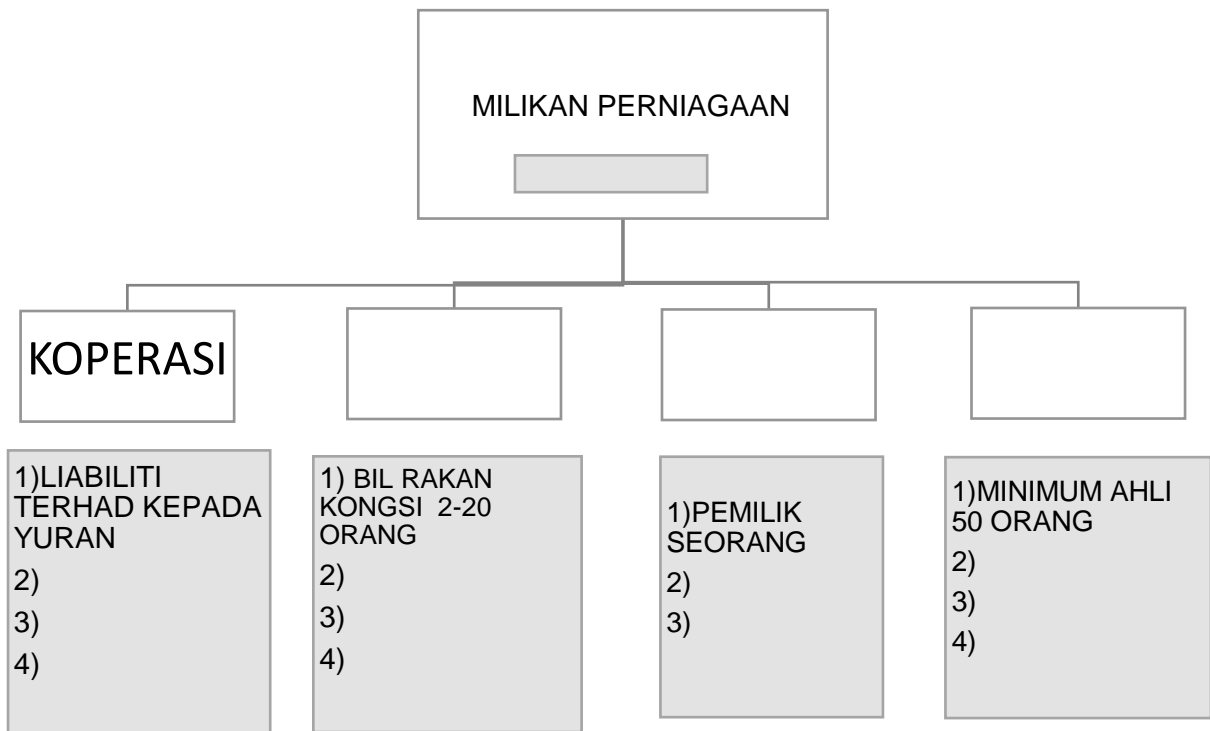 MILIKAN PERNIAGAAN
KOPERASI
1)LIABILITI
TERHAD KEPADA
YURAN
2)
3)
4)
1) BIL RAKAN
KONGSI 2-20
ORANG
2)
3)
4)
1)PEMILIK
SEORANG
2)
3)
1)MINIMUM AHLI
50 ORANG
2)
3)
4)